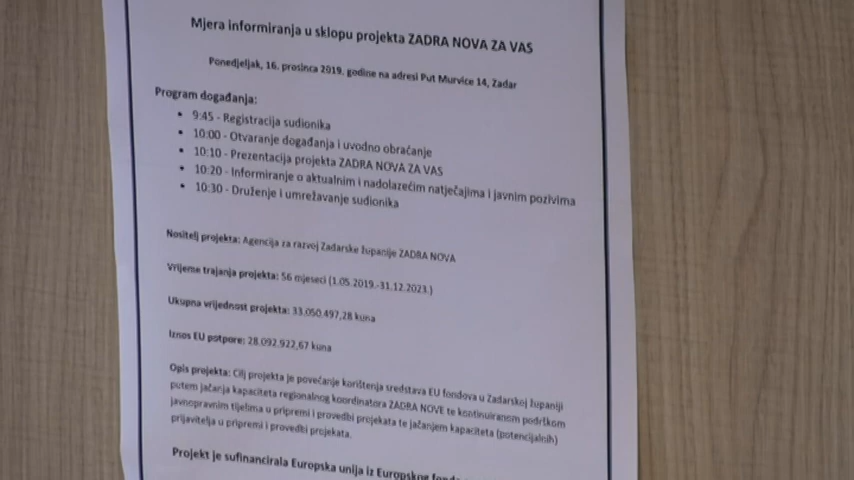 Mjera informiranja u sklopu projekta ZADRA NOVA ZA VAS
Ponedjeljak, 16. prosinca 2019. godine na adresi Put Murvice 14, Zadar
Program događanja:
• 9:45 - Registracija sudionika
• 10:00 - Otvaranje događanja i uvodno obraćanje
• 10:10 - Prezentacija projekta ZADRA NOVA ZA VAS
• 10:20 - Informiranje o aktualnim i nadolazećim natječajima i javnim pozivima
• 10:30 - Druženje i umrežavanje sudionika
Nositelj projekta: Agencija za razvoj Zadarske županije ZADRA NOVA
Vrijeme trajanja projekta: 56 mjeseci (1.05.2019.-31.12.2023.)
Ukupna vrijednost projekta: 33.050.497,28 kuna
Iznos EU potpore: 28.092.922,67 kuna
Opis projekta: Cilj projekta je povećanje korištenja sredstava EU fondova u Zadarskoj županiji
putem jačanja kapaciteta regionalnog koordinatora ZADRA NOVE te kontinuiranom podrškom
javnopravnim tijelima u pripremi i provedbi projekata te jačanjem kapaciteta (potencijalnih)
prijavitelja u pripremi i provedbi projekata.
Projekt je sufinancirala Europska unija iz Europskog